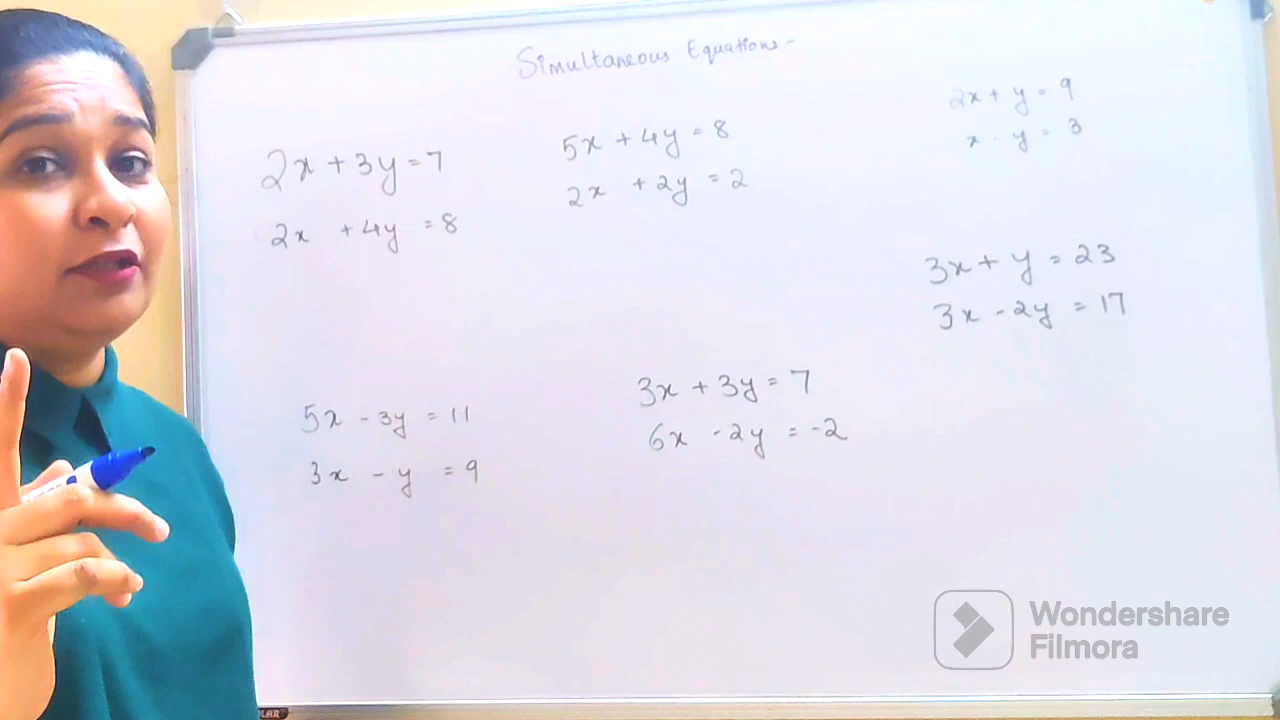 Simultaneous Equations-
2x + 3y = 7
2x + 4y = 8
5x + 4y = 8
2x + 2y = 2
2x + y = 9
x - y = 3
3x + y = 23
3x - 2y = 17
5x - 3y = 11
3x - y = 9
3x + 3y = 7
6x - 2y = -2
Wondershare
Filmora